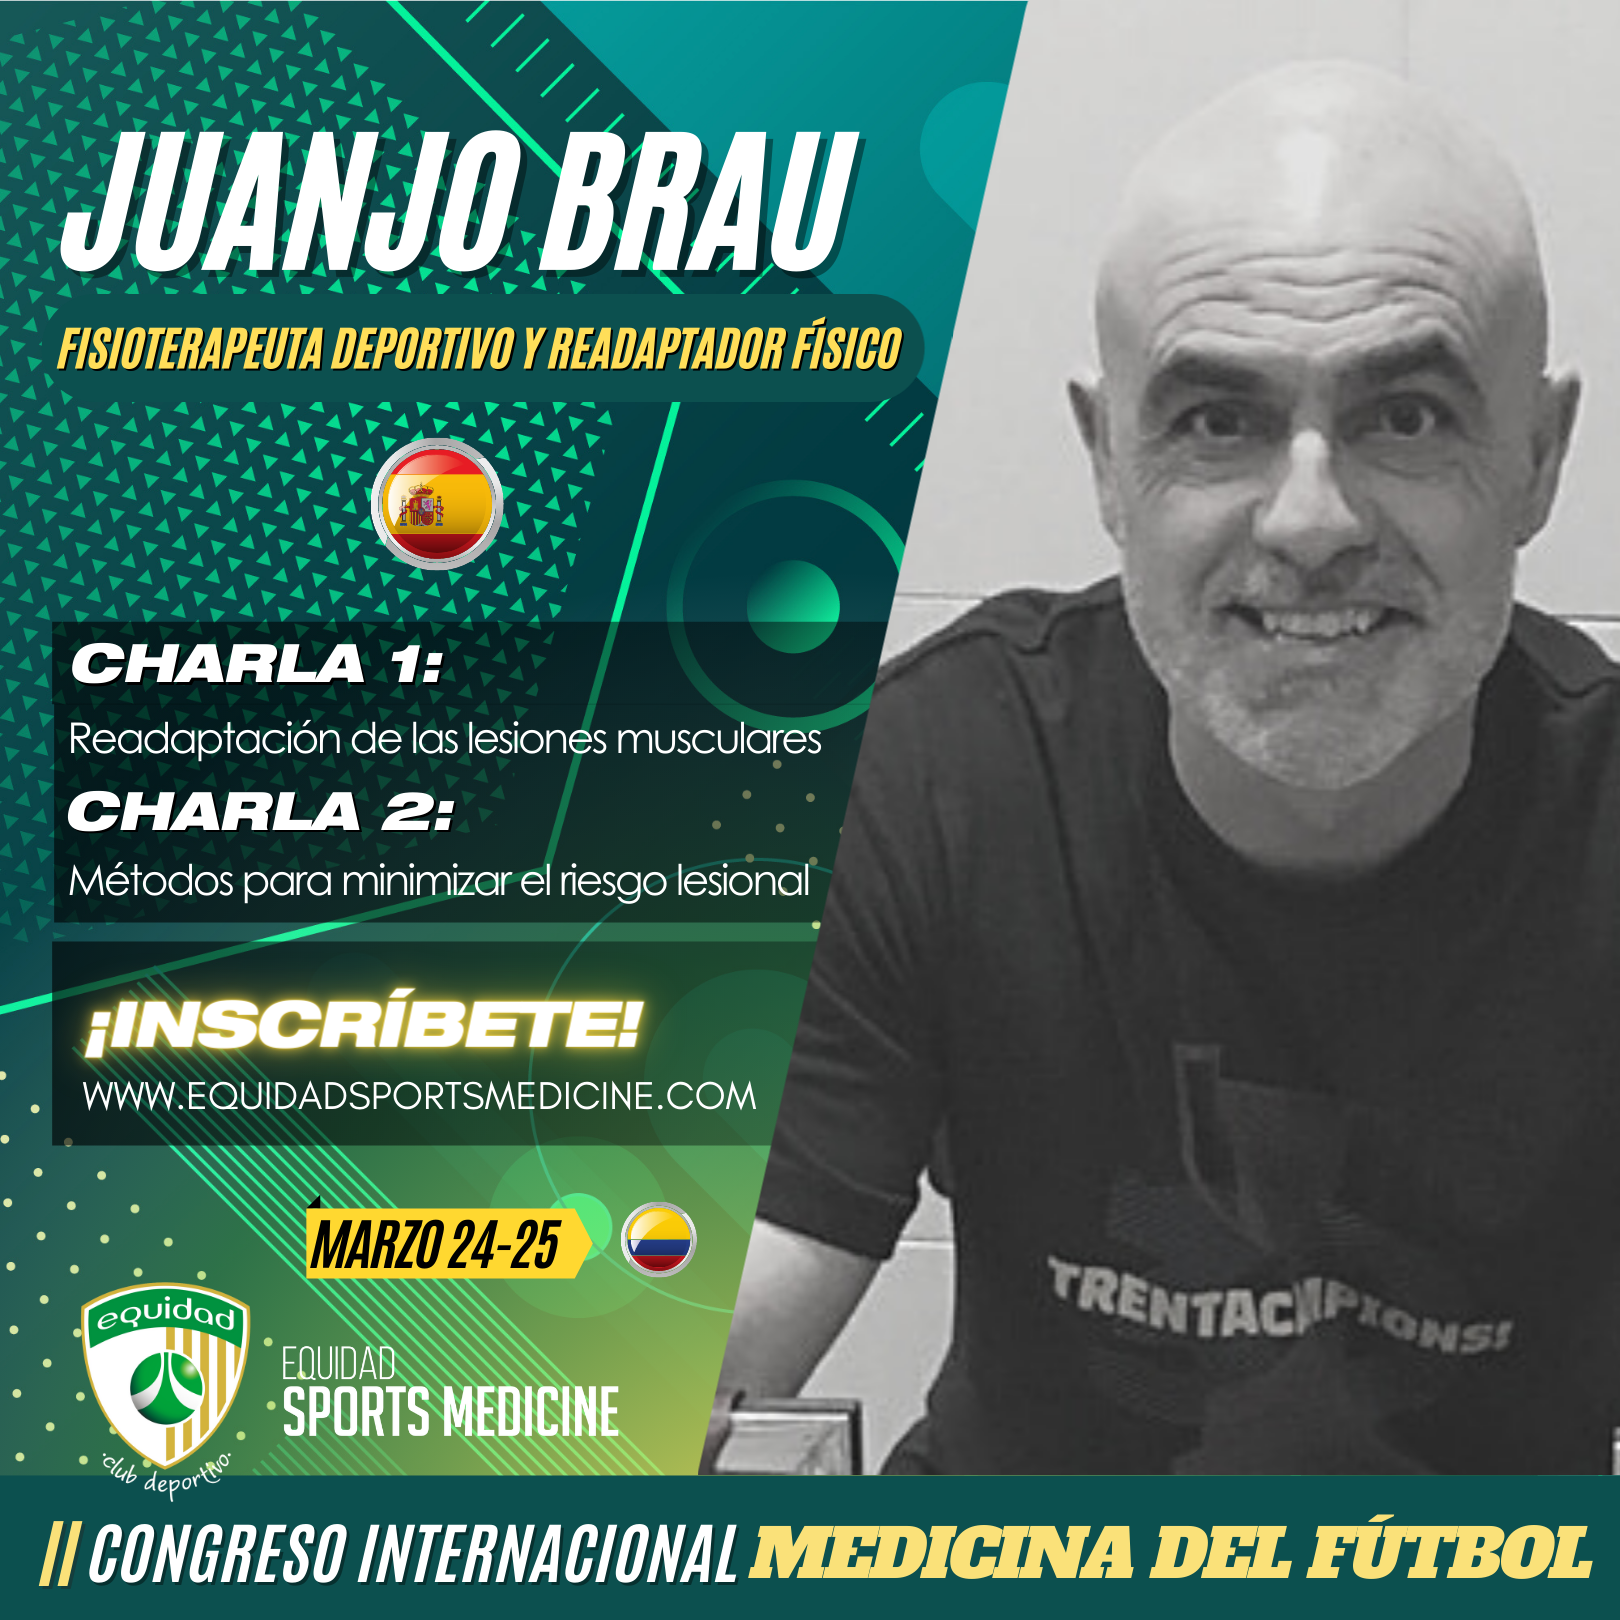 JUANJO BRAU
FISIOTERAPEUTA DEPORTIVO Y READAPTADOR FÍSICO
CHARLA 1:
Readaptación de las lesiones musculares
CHARLA 2:
Métodos para minimizar el riesgo lesional
¡INSCRÍBETE!
WWW.EQUIDADSPORTSMEDICINE.COM
MARZO 24-25
TRENTACAMPIONS!
equidad
club deportivo
EQUIDAD
SPORTS MEDICINE
II CONGRESO INTERNACIONAL MEDICINA DEL FÚTBOL